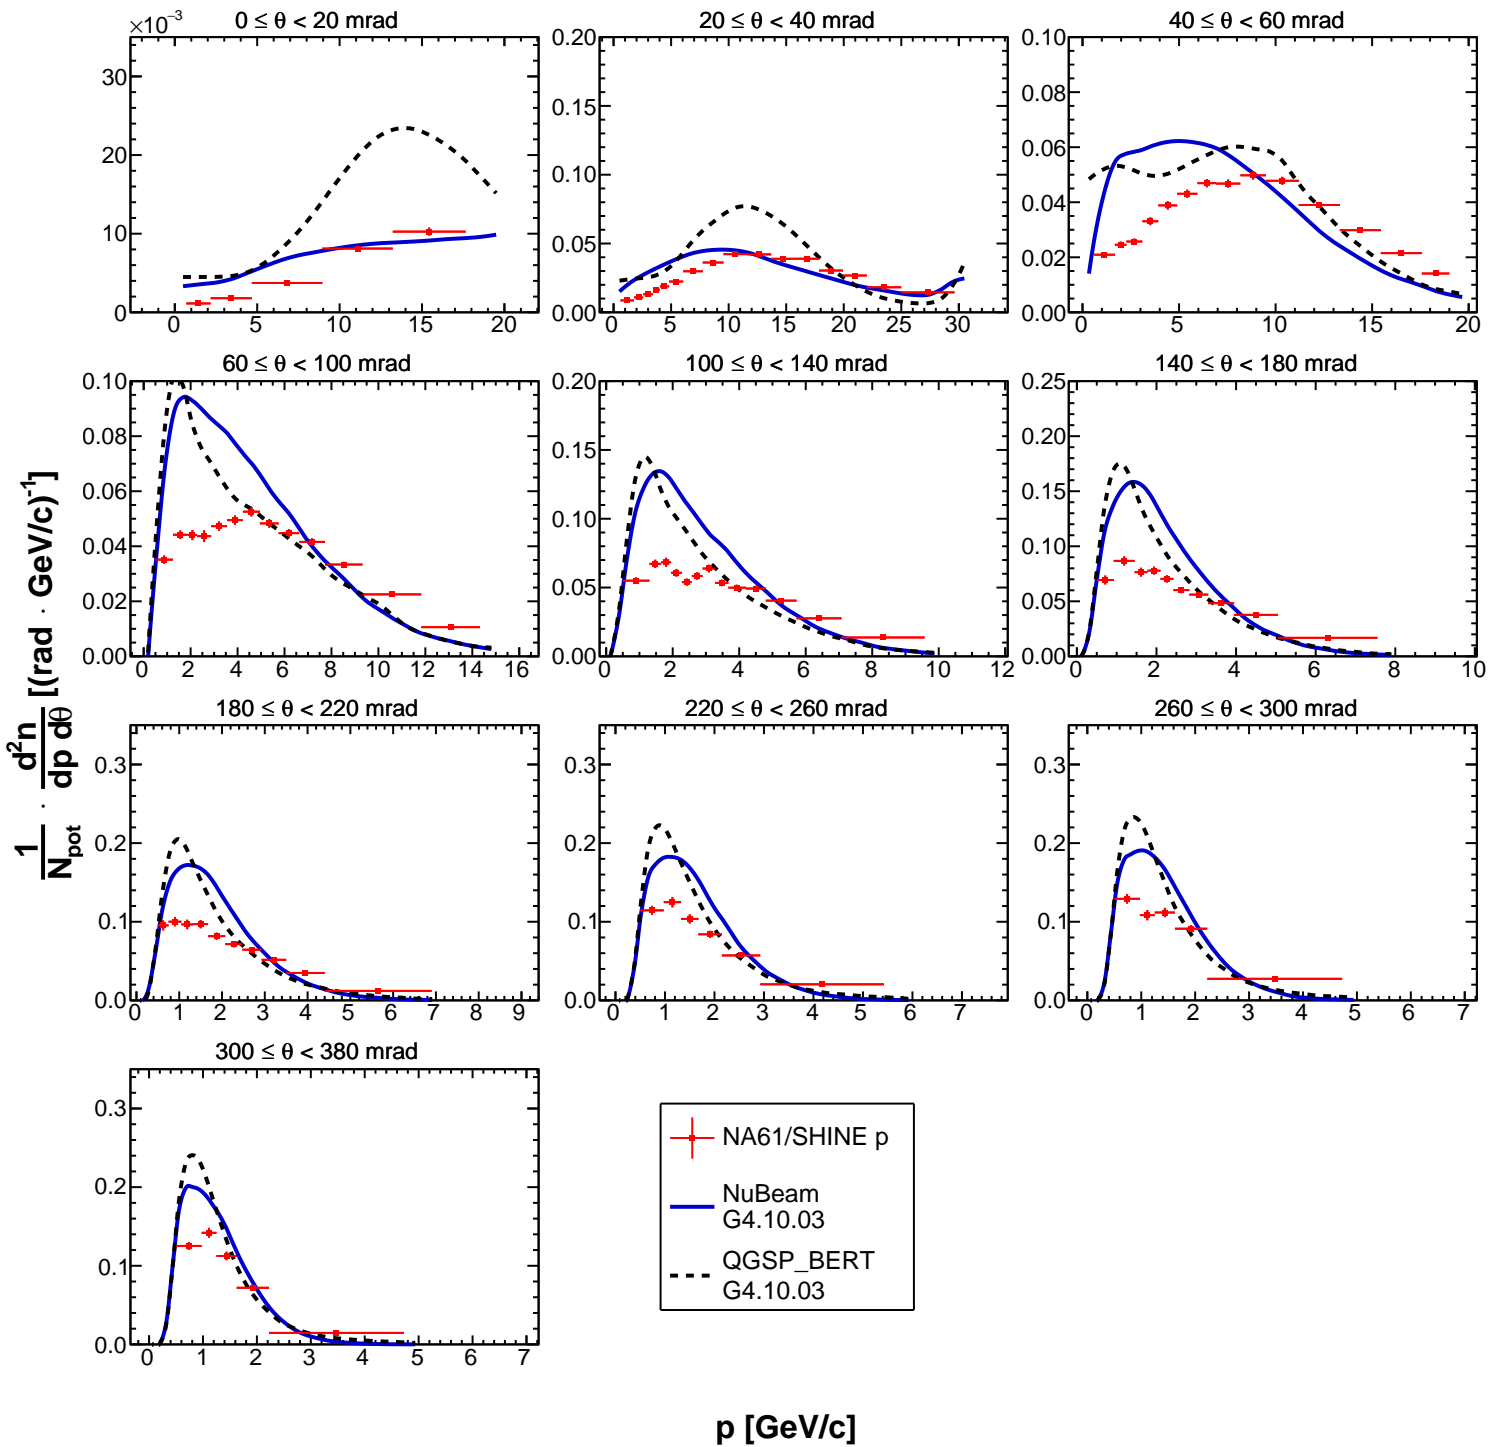 ×10⁻³
0 ≤ θ < 20 mrad
20 ≤ θ < 40 mrad
40 ≤ θ < 60 mrad
30
20
10
0
0 5 10 15 20
0.20
0.15
0.10
0.05
0.00
0 5 10 15 20 25 30
0.10
0.08
0.06
0.04
0.02
0.00
0 5 10 15 20
60 ≤ θ < 100 mrad
100 ≤ θ < 140 mrad
140 ≤ θ < 180 mrad
0.10
0.08
0.06
0.04
0.02
0.00
0 2 4 6 8 10 12 14 16
0.20
0.15
0.10
0.05
0.00
0 2 4 6 8 10 12
0.25
0.20
0.15
0.10
0.05
0.00
0 2 4 6 8 10
180 ≤ θ < 220 mrad
220 ≤ θ < 260 mrad
260 ≤ θ < 300 mrad
0.3
0.2
0.1
0.0
0 1 2 3 4 5 6 7 8 9
0.3
0.2
0.1
0.0
0 1 2 3 4 5 6 7
0.3
0.2
0.1
0.0
0 1 2 3 4 5 6 7
300 ≤ θ < 380 mrad
0.3
0.2
0.1
0.0
0 1 2 3 4 5 6 7
NA61/SHINE p
NuBeam
G4.10.03
QGSP_BERT
G4.10.03
1/N_pot · d²n/dp dθ [(rad · GeV/c)⁻¹]
p [GeV/c]